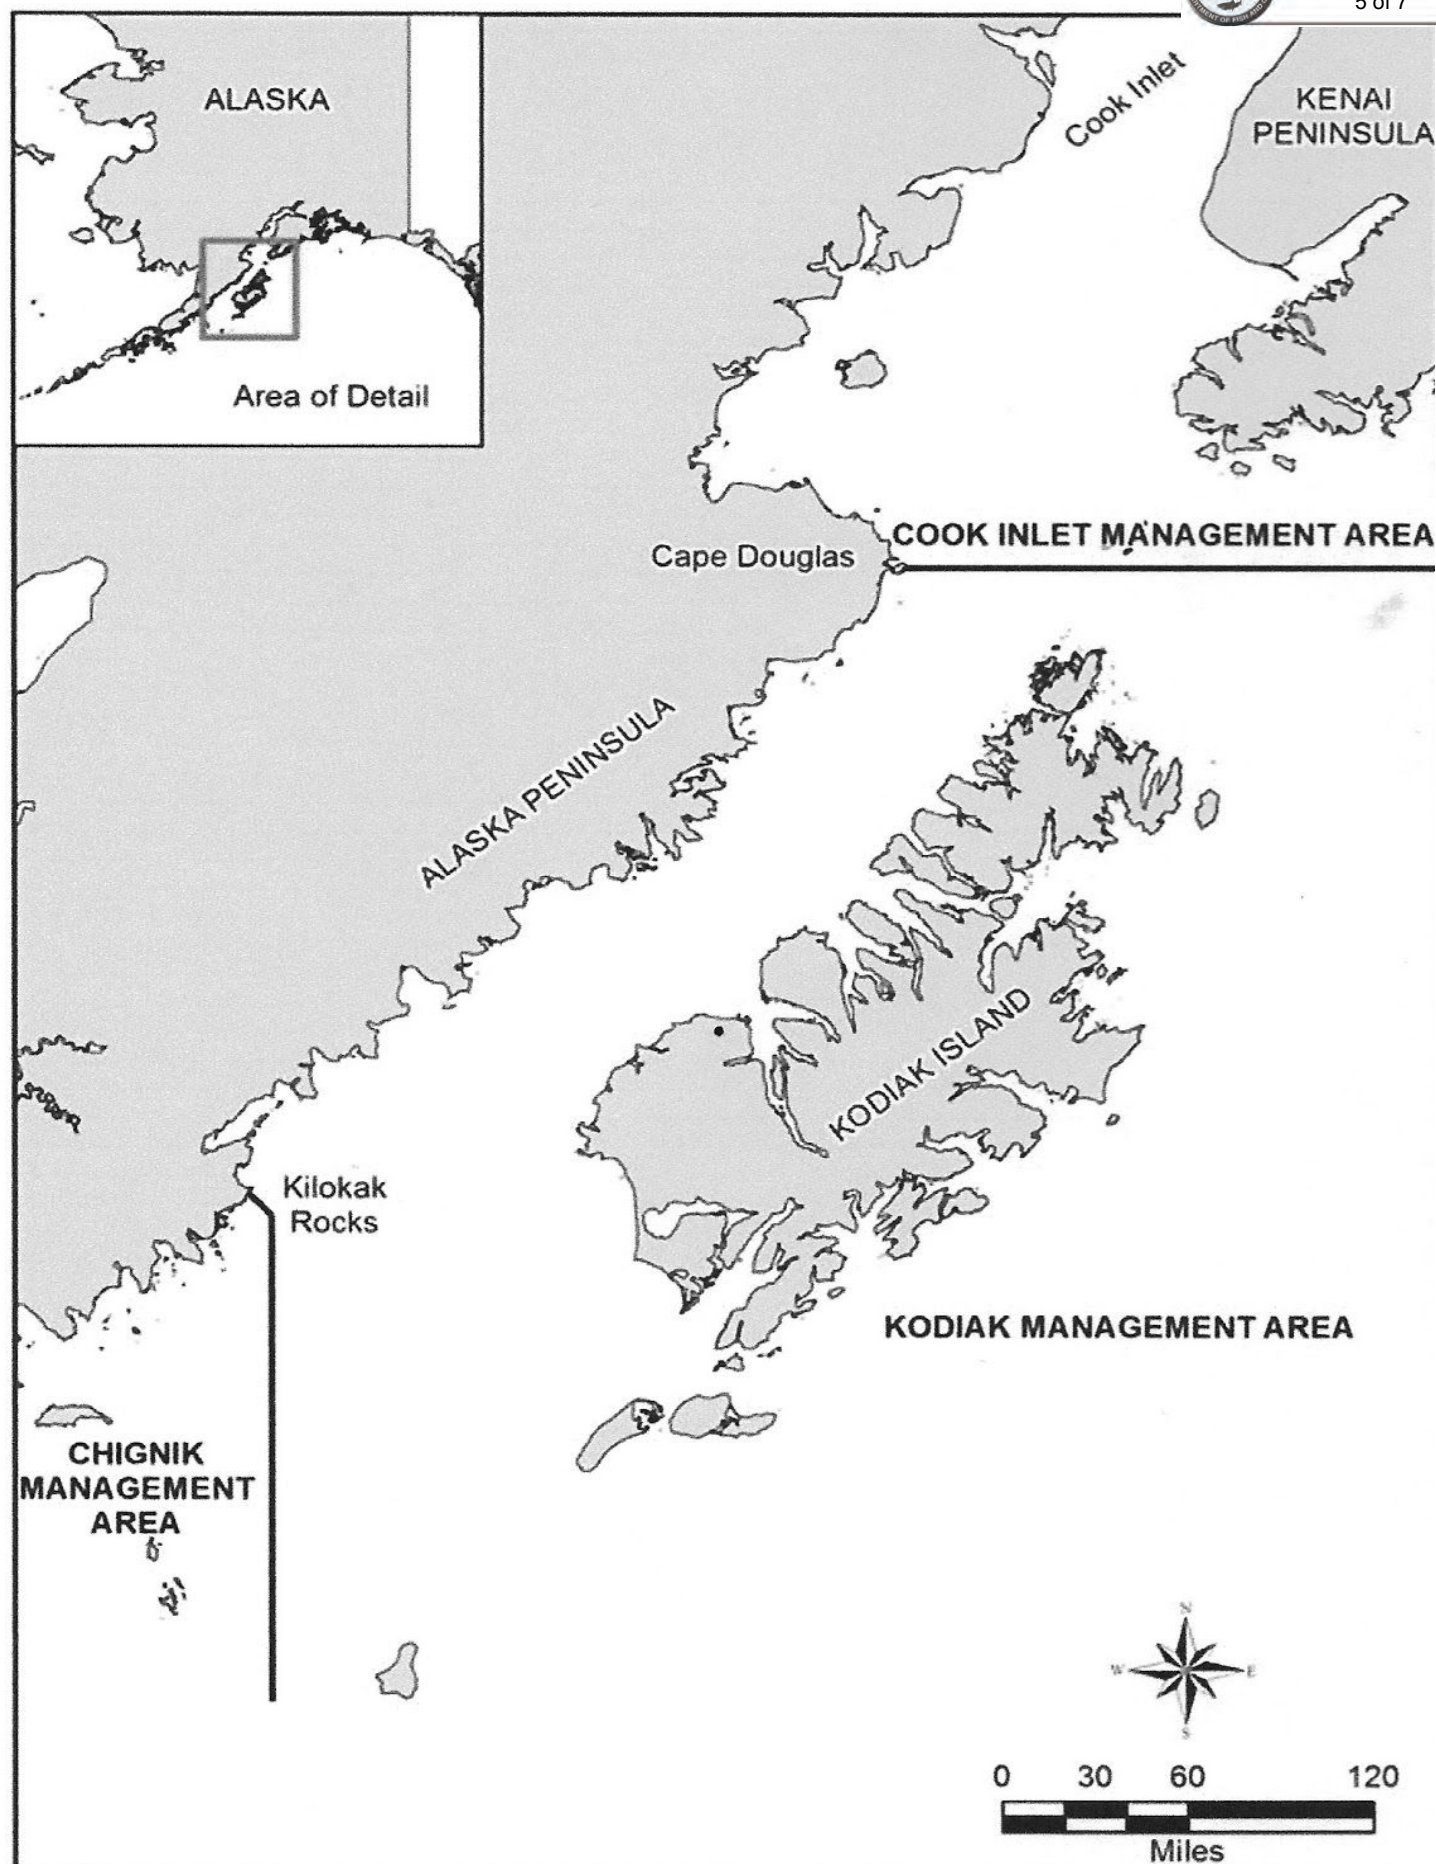 5 of 7
ALASKA
Area of Detail
Cook Inlet
KENAI
PENINSULA
COOK INLET MANAGEMENT AREA
Cape Douglas
ALASKA PENINSULA
KODIAK ISLAND
Kilokak
Rocks
KODIAK MANAGEMENT AREA
CHIGNIK
MANAGEMENT
AREA
N
W E
S
0 30 60 120
Miles